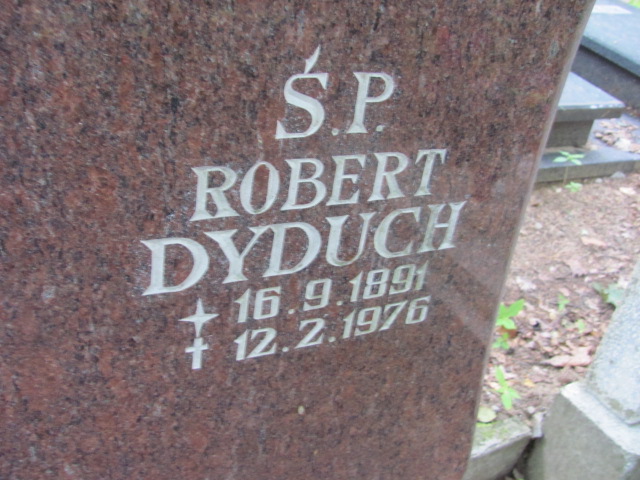 Ś.P.
ROBERT
DYDUCH
16.9.1891
✝ 12.2.1976